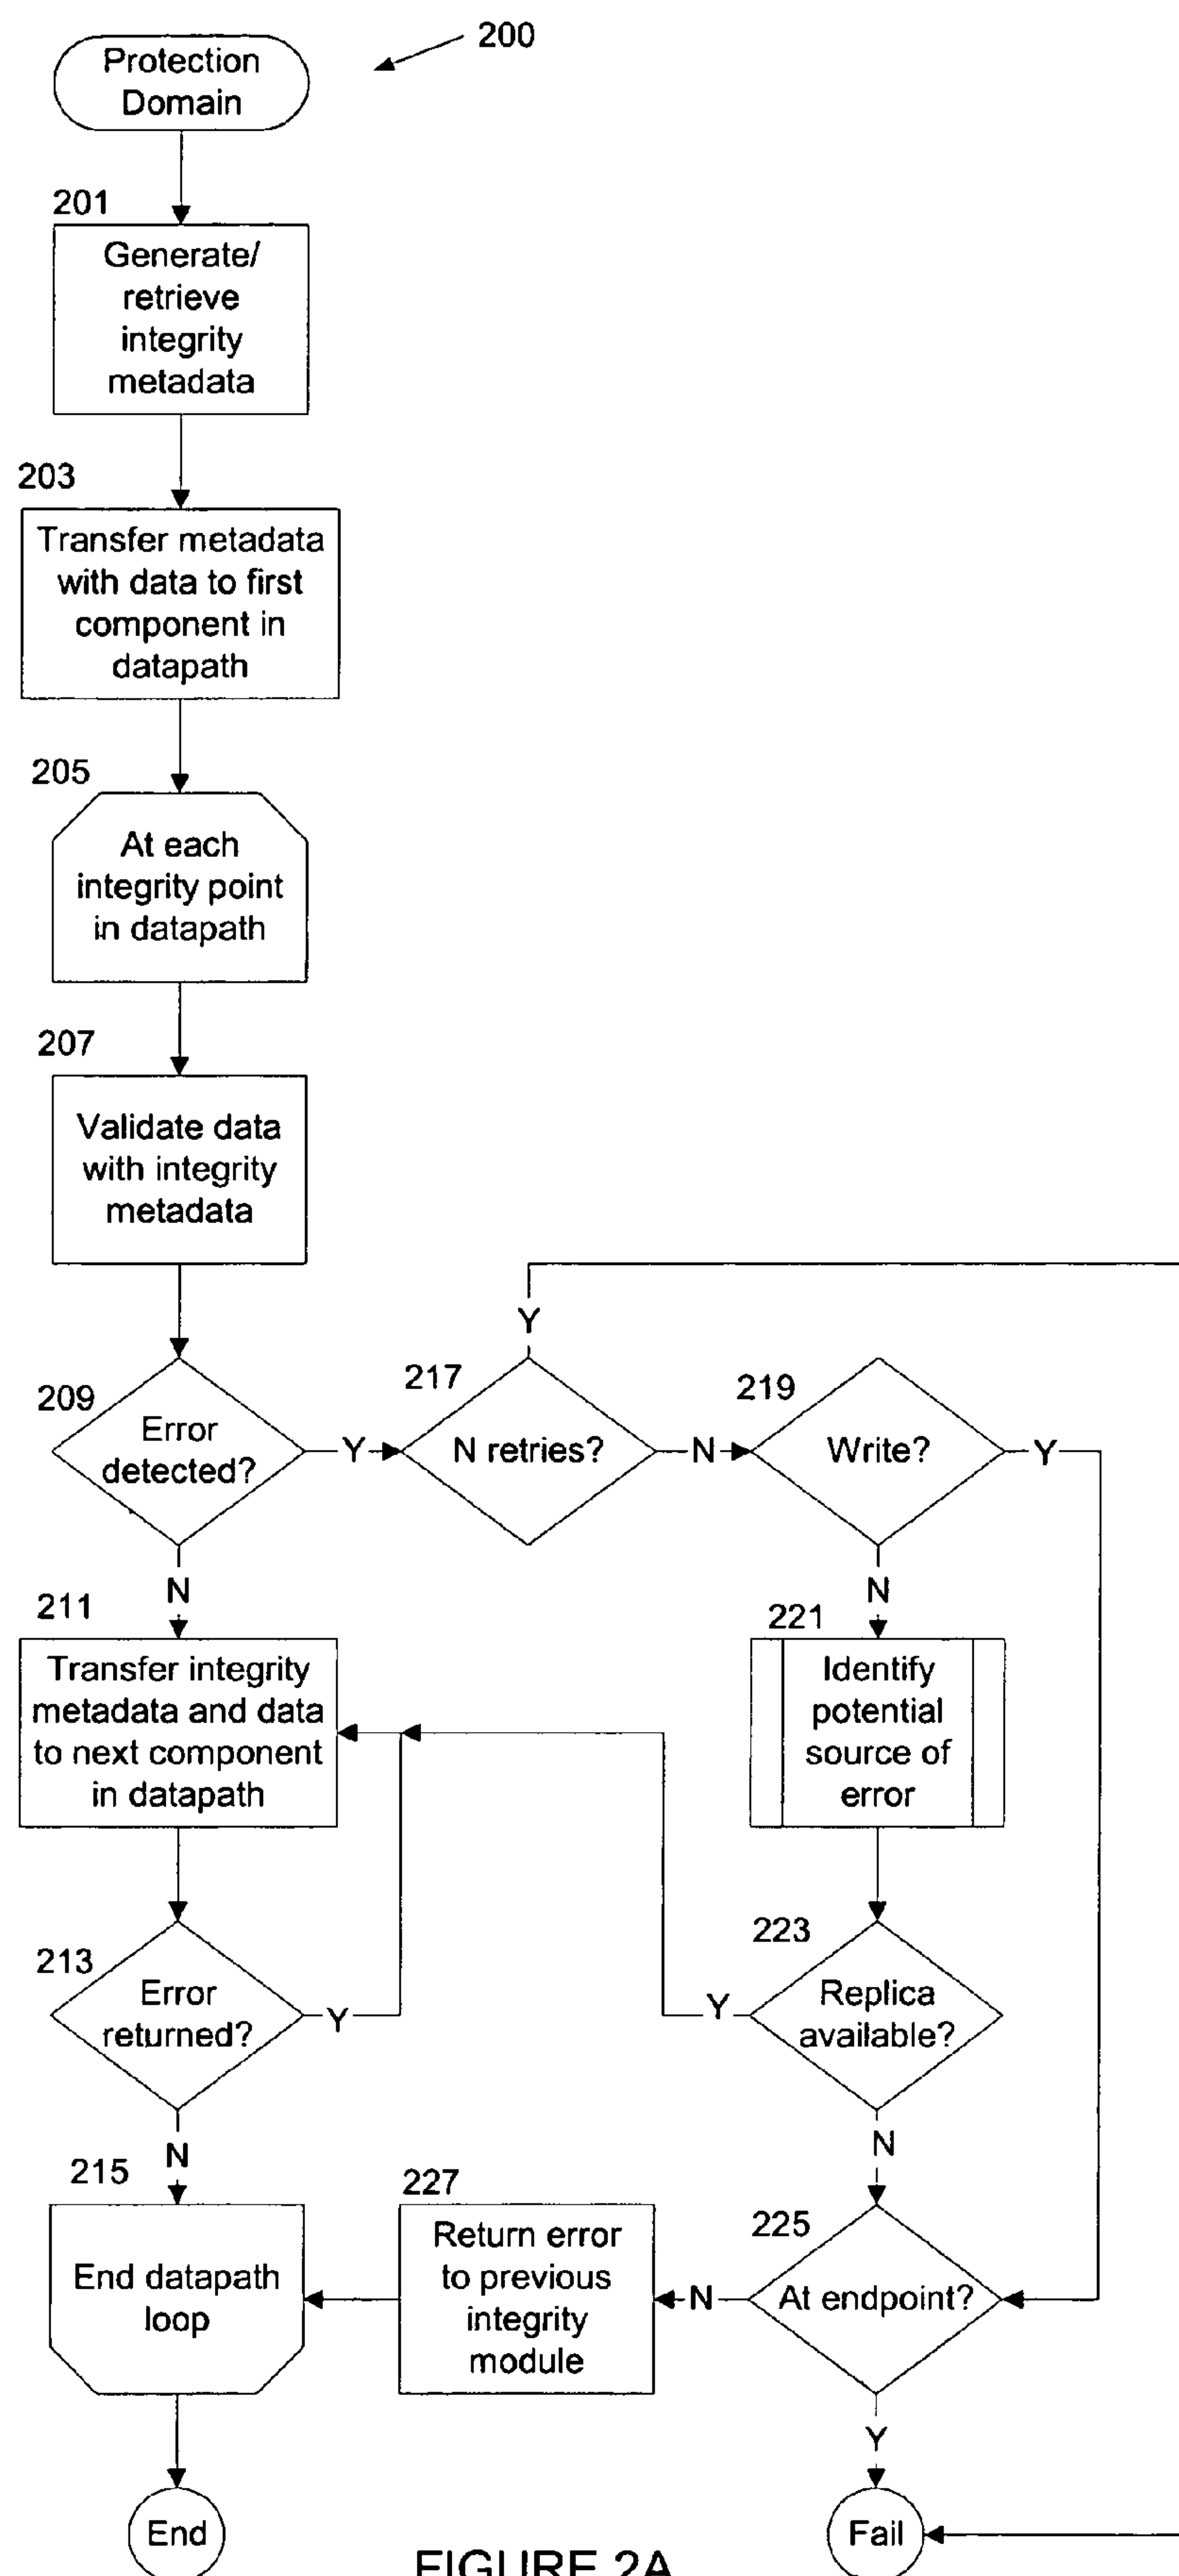 200
Protection
Domain
201
Generate/
retrieve
integrity
metadata
203
Transfer metadata
with data to first
component in
datapath
205
At each
integrity point
in datapath
207
Validate data
with integrity
metadata
209
Error
detected?
Y
217
N retries?
Y
N
219
Write?
Y
N
N
211
Transfer integrity
metadata and data
to next component
in datapath
221
Identify
potential
source of
error
213
Error
returned?
Y
223
Replica
available?
Y
N
N
215
End datapath
loop
227
Return error
to previous
integrity
module
225
At endpoint?
N
Y
End
Fail
FIGURE 2A